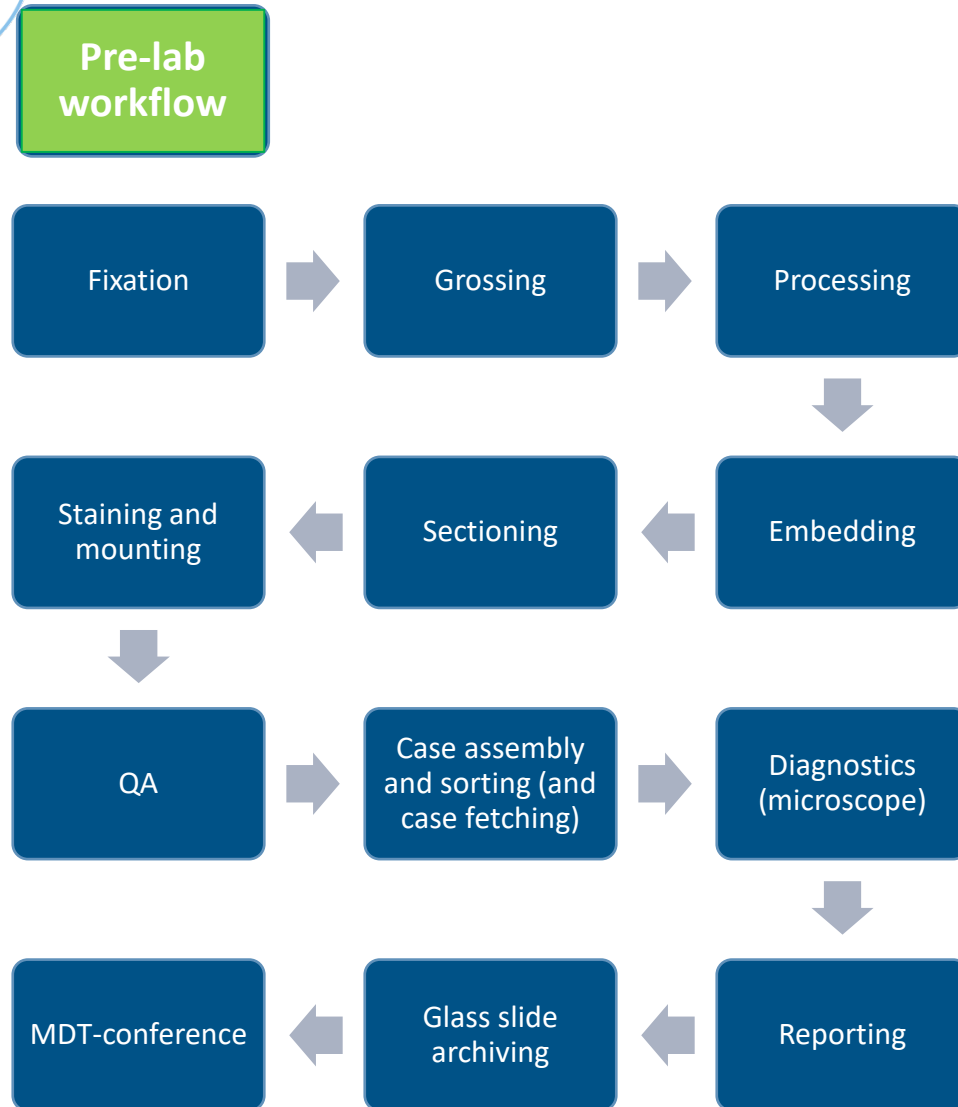 Pre-lab
workflow
Fixation
Grossing
Processing
Embedding
Sectioning
Staining and
mounting
QA
Case assembly
and sorting (and
case fetching)
Diagnostics
(microscope)
Reporting
Glass slide
archiving
MDT-conference